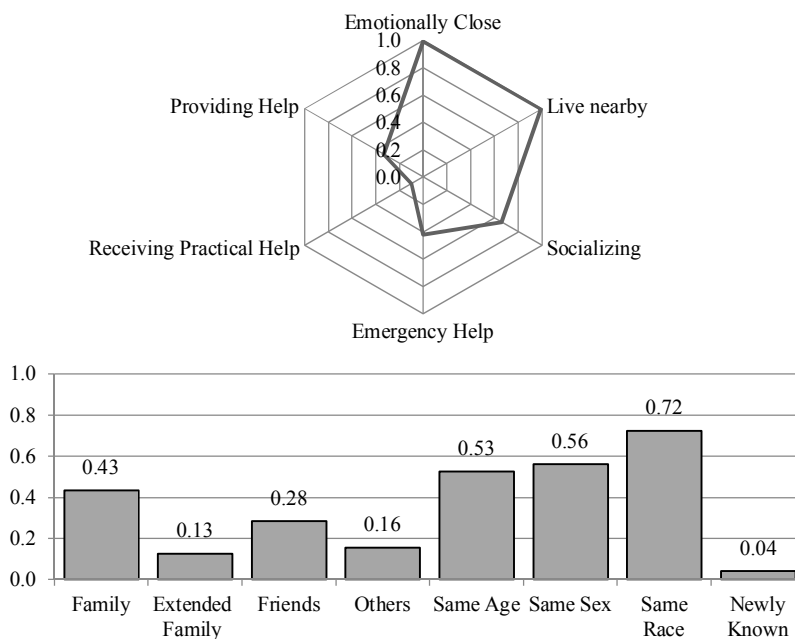 Emotionally Close
1.0
0.8
0.6
0.4
0.2
0.0
Providing Help
Live nearby
Receiving Practical Help
Socializing
Emergency Help
1.0
0.8
0.6
0.4
0.2
0.0
0.43
0.13
0.28
0.16
0.53
0.56
0.72
0.04
Family
Extended
Family
Friends
Others
Same Age
Same Sex
Same
Race
Newly
Known